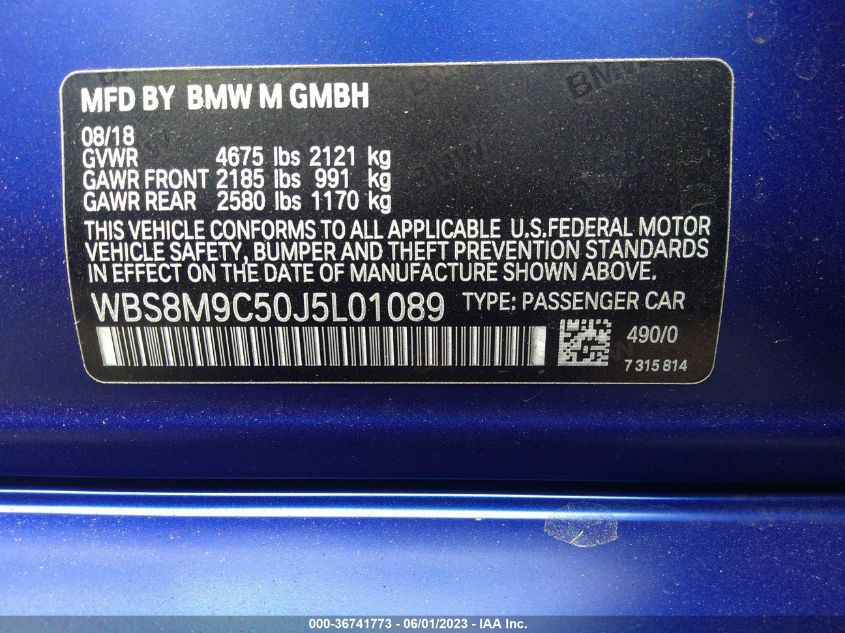 MFD BY BMW M GMBH
08/18
GVWR 4675 lbs 2121 kg
GAWR FRONT 2185 lbs 991 kg
GAWR REAR 2580 lbs 1170 kg
THIS VEHICLE CONFORMS TO ALL APPLICABLE U.S.FEDERAL MOTOR
VEHICLE SAFETY, BUMPER AND THEFT PREVENTION STANDARDS
IN EFFECT ON THE DATE OF MANUFACTURE SHOWN ABOVE.
WBS8M9C50J5L01089 TYPE: PASSENGER CAR
490/0
7 315 814
BMW
BMW
000-36741773 - 06/01/2023 - IAA Inc.